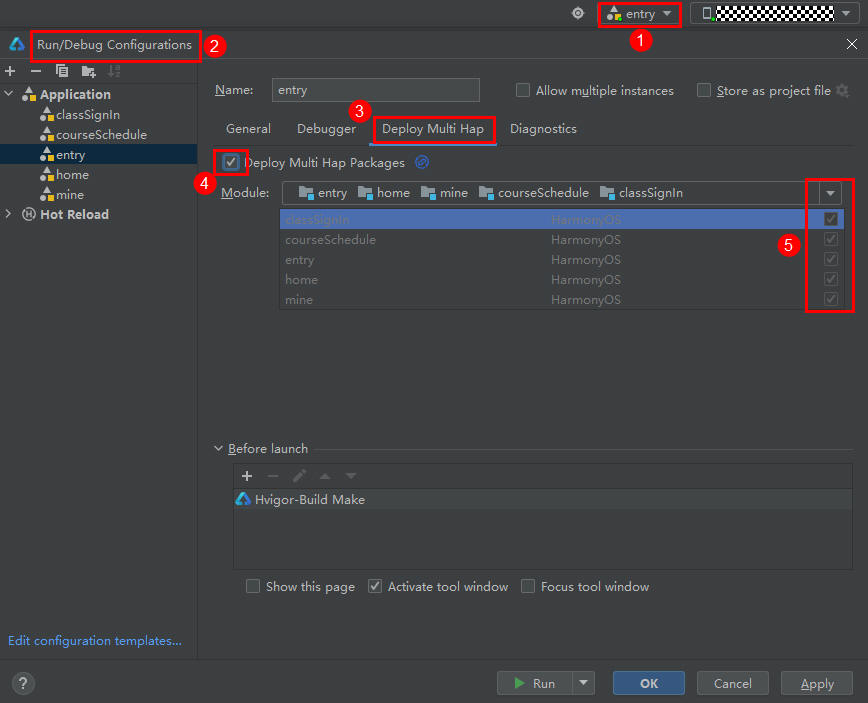 entry
1
Run/Debug Configurations 2
Application
classSignIn
courseSchedule
entry
home
mine
Hot Reload
Edit configuration templates...
Name: entry
Allow multiple instances
Store as project file
3
General Debugger Deploy Multi Hap Diagnostics
4
Deploy Multi Hap Packages
Module: entry home mine courseSchedule classSignIn
classSignIn HarmonyOS
courseSchedule HarmonyOS
entry HarmonyOS
home HarmonyOS
mine HarmonyOS
5
Before launch
Hvigor-Build Make
Show this page Activate tool window Focus tool window
? Run OK Cancel Apply